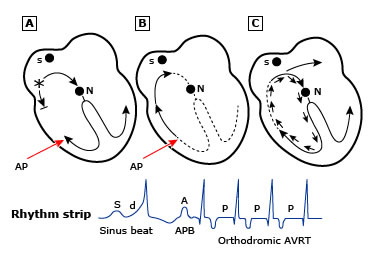 A B C
S S S
N N N
AP AP
S d A P P P P
Rhythm strip
Sinus beat APB Orthodromic AVRT